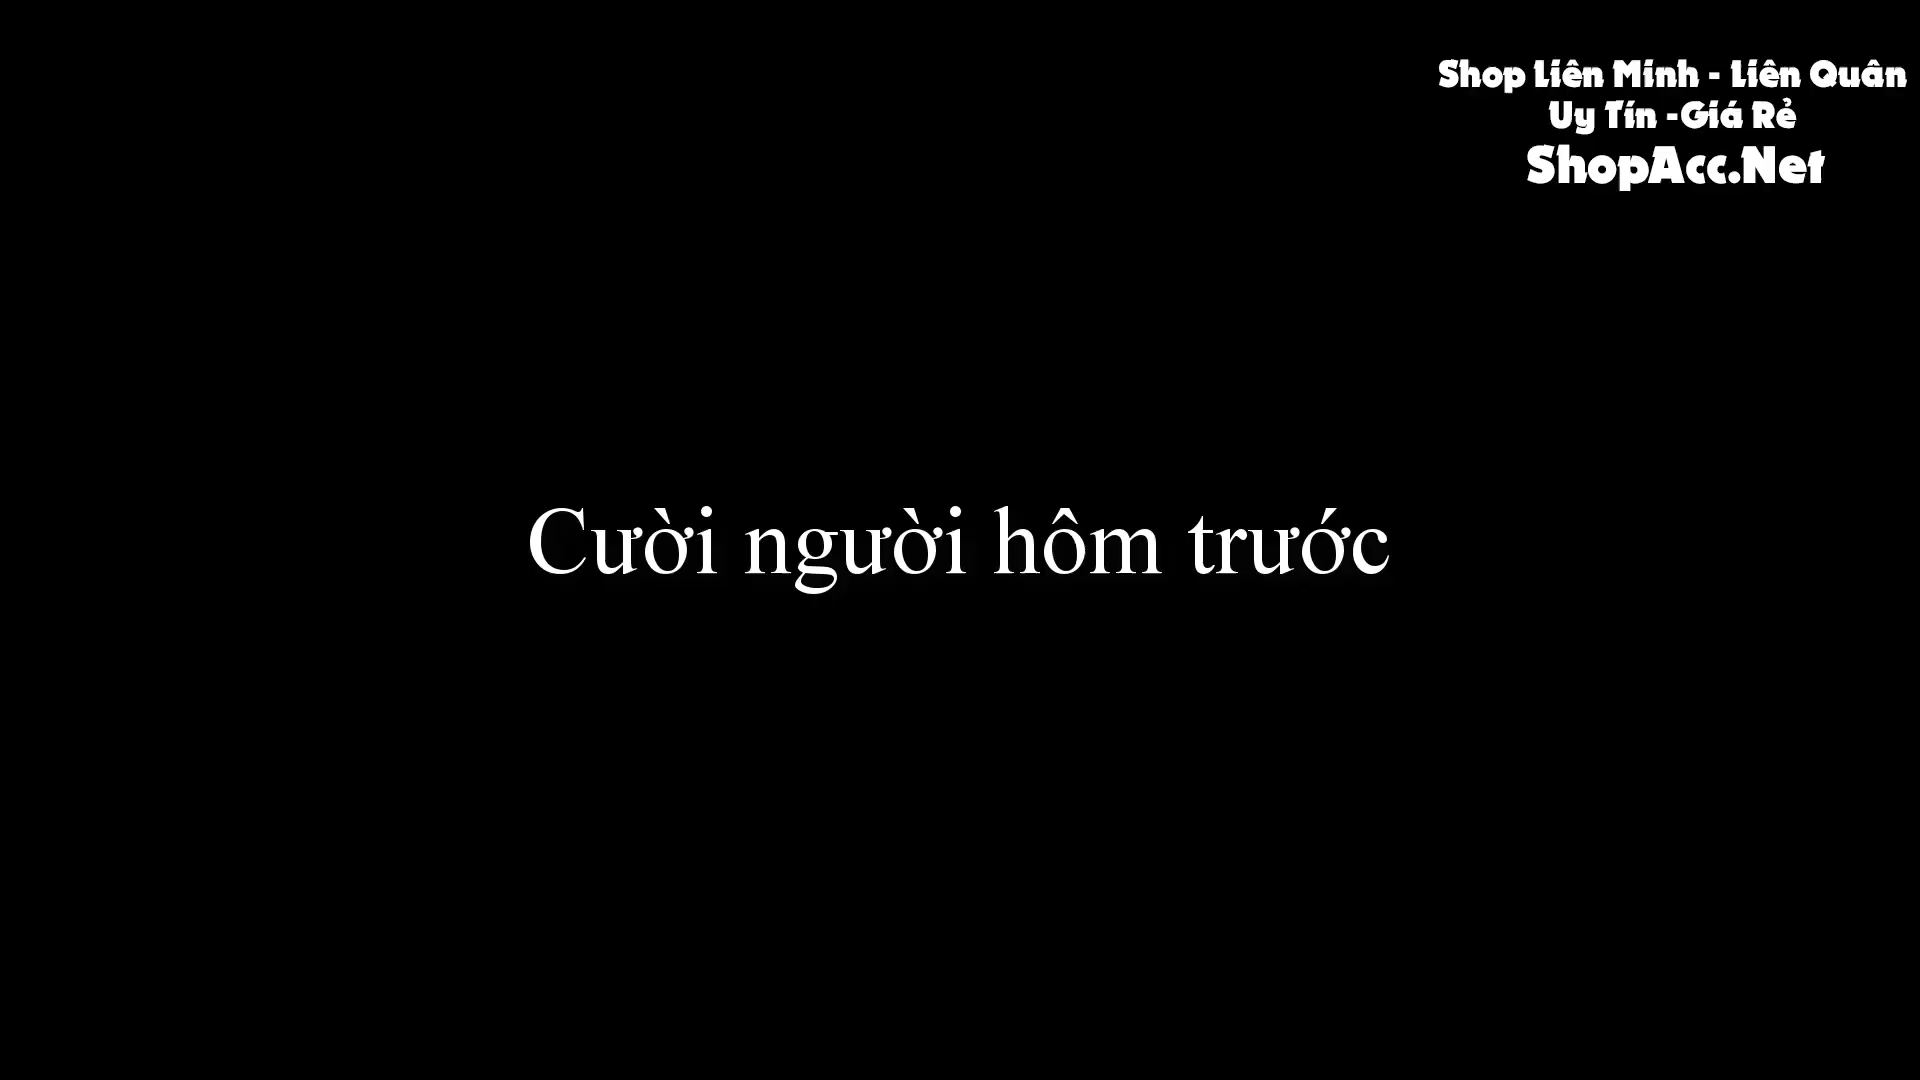 Shop Liên Minh - Liên Quân
Uy Tín -Giá Rẻ
ShopAcc.Net
Cười người hôm trước